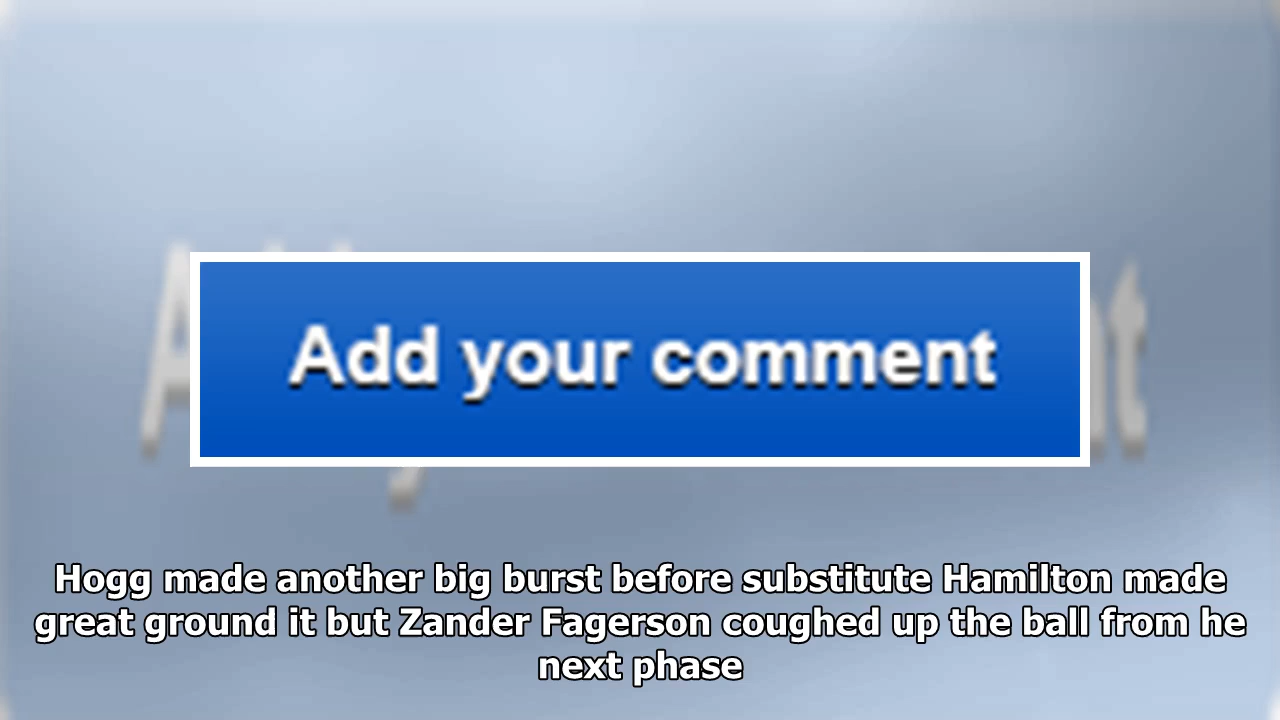 Add your comment
Hogg made another big burst before substitute Hamilton made
great ground it but Zander Fagerson coughed up the ball from he
next phase